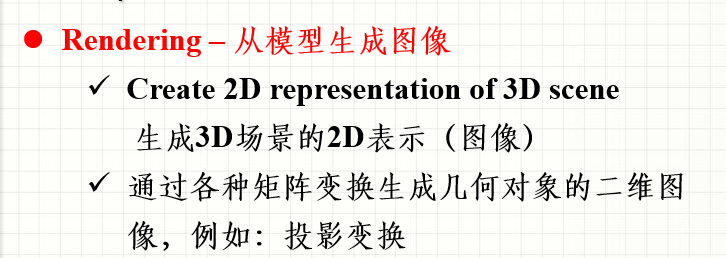 ● Rendering – 从模型生成图像
✓ Create 2D representation of 3D scene
生成3D场景的2D表示（图像）
✓ 通过各种矩阵变换生成几何对象的二维图
像，例如：投影变换